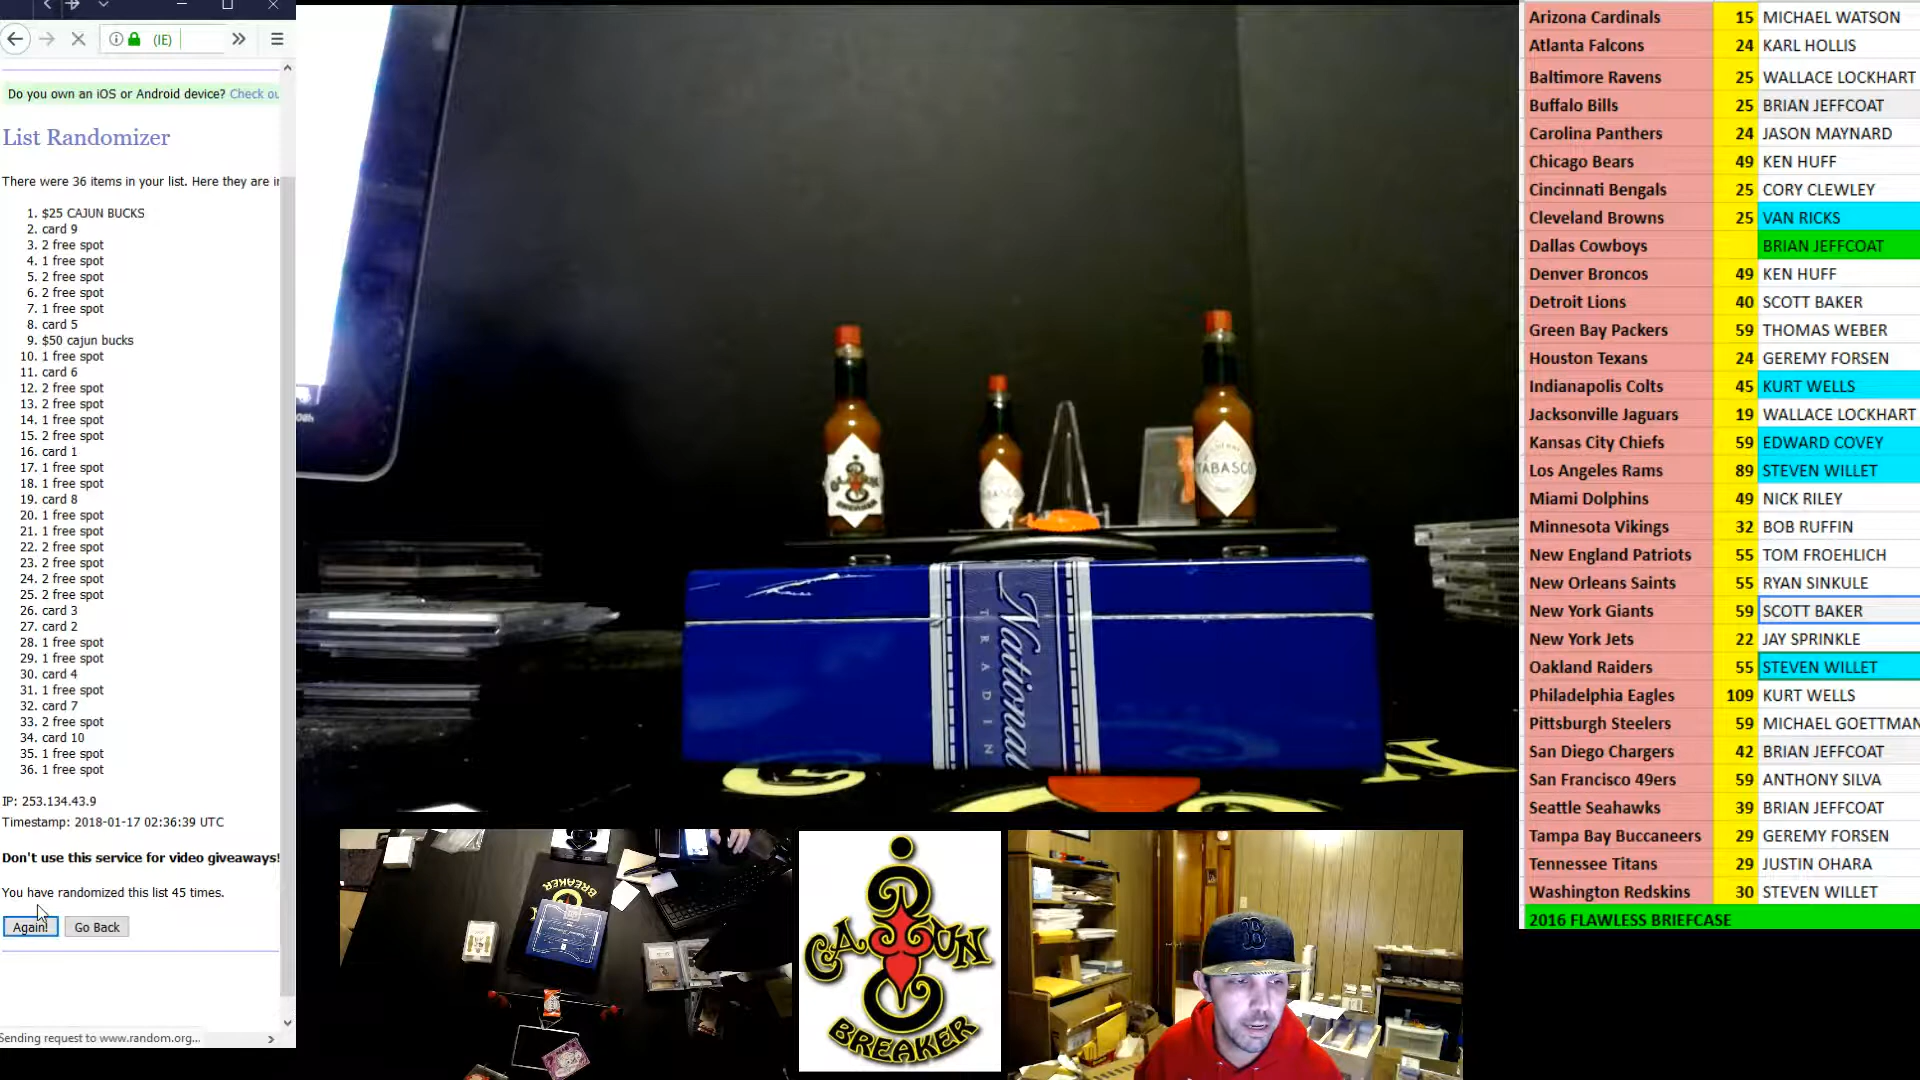 (IE)
Do you own an iOS or Android device? Check ou
List Randomizer
There were 36 items in your list. Here they are in
1. $25 CAJUN BUCKS
2. card 9
3. 2 free spot
4. 1 free spot
5. 2 free spot
6. 2 free spot
7. 1 free spot
8. card 5
9. $50 cajun bucks
10. 1 free spot
11. card 6
12. 2 free spot
13. 2 free spot
14. 1 free spot
15. 2 free spot
16. card 1
17. 1 free spot
18. 1 free spot
19. card 8
20. 1 free spot
21. 1 free spot
22. 2 free spot
23. 2 free spot
24. 2 free spot
25. 2 free spot
26. card 3
27. card 2
28. 1 free spot
29. 1 free spot
30. card 4
31. 1 free spot
32. card 7
33. 2 free spot
34. card 10
35. 1 free spot
36. 1 free spot
IP: 253.134.43.9
Timestamp: 2018-01-17 02:36:39 UTC
Don't use this service for video giveaways!
You have randomized this list 45 times.
Again! Go Back
Sending request to www.random.org...
CAJUN
BREAKER
TABASCO
TABASCO
National
TRADIN
BREAKER
CAJUN
BREAKER
B
Arizona Cardinals 15 MICHAEL WATSON
Atlanta Falcons 24 KARL HOLLIS
Baltimore Ravens 25 WALLACE LOCKHART
Buffalo Bills 25 BRIAN JEFFCOAT
Carolina Panthers 24 JASON MAYNARD
Chicago Bears 49 KEN HUFF
Cincinnati Bengals 25 CORY CLEWLEY
Cleveland Browns 25 VAN RICKS
Dallas Cowboys BRIAN JEFFCOAT
Denver Broncos 49 KEN HUFF
Detroit Lions 40 SCOTT BAKER
Green Bay Packers 59 THOMAS WEBER
Houston Texans 24 GEREMY FORSEN
Indianapolis Colts 45 KURT WELLS
Jacksonville Jaguars 19 WALLACE LOCKHART
Kansas City Chiefs 59 EDWARD COVEY
Los Angeles Rams 89 STEVEN WILLET
Miami Dolphins 49 NICK RILEY
Minnesota Vikings 32 BOB RUFFIN
New England Patriots 55 TOM FROEHLICH
New Orleans Saints 55 RYAN SINKULE
New York Giants 59 SCOTT BAKER
New York Jets 22 JAY SPRINKLE
Oakland Raiders 55 STEVEN WILLET
Philadelphia Eagles 109 KURT WELLS
Pittsburgh Steelers 59 MICHAEL GOETTMAN
San Diego Chargers 42 BRIAN JEFFCOAT
San Francisco 49ers 59 ANTHONY SILVA
Seattle Seahawks 39 BRIAN JEFFCOAT
Tampa Bay Buccaneers 29 GEREMY FORSEN
Tennessee Titans 29 JUSTIN OHARA
Washington Redskins 30 STEVEN WILLET
2016 FLAWLESS BRIEFCASE